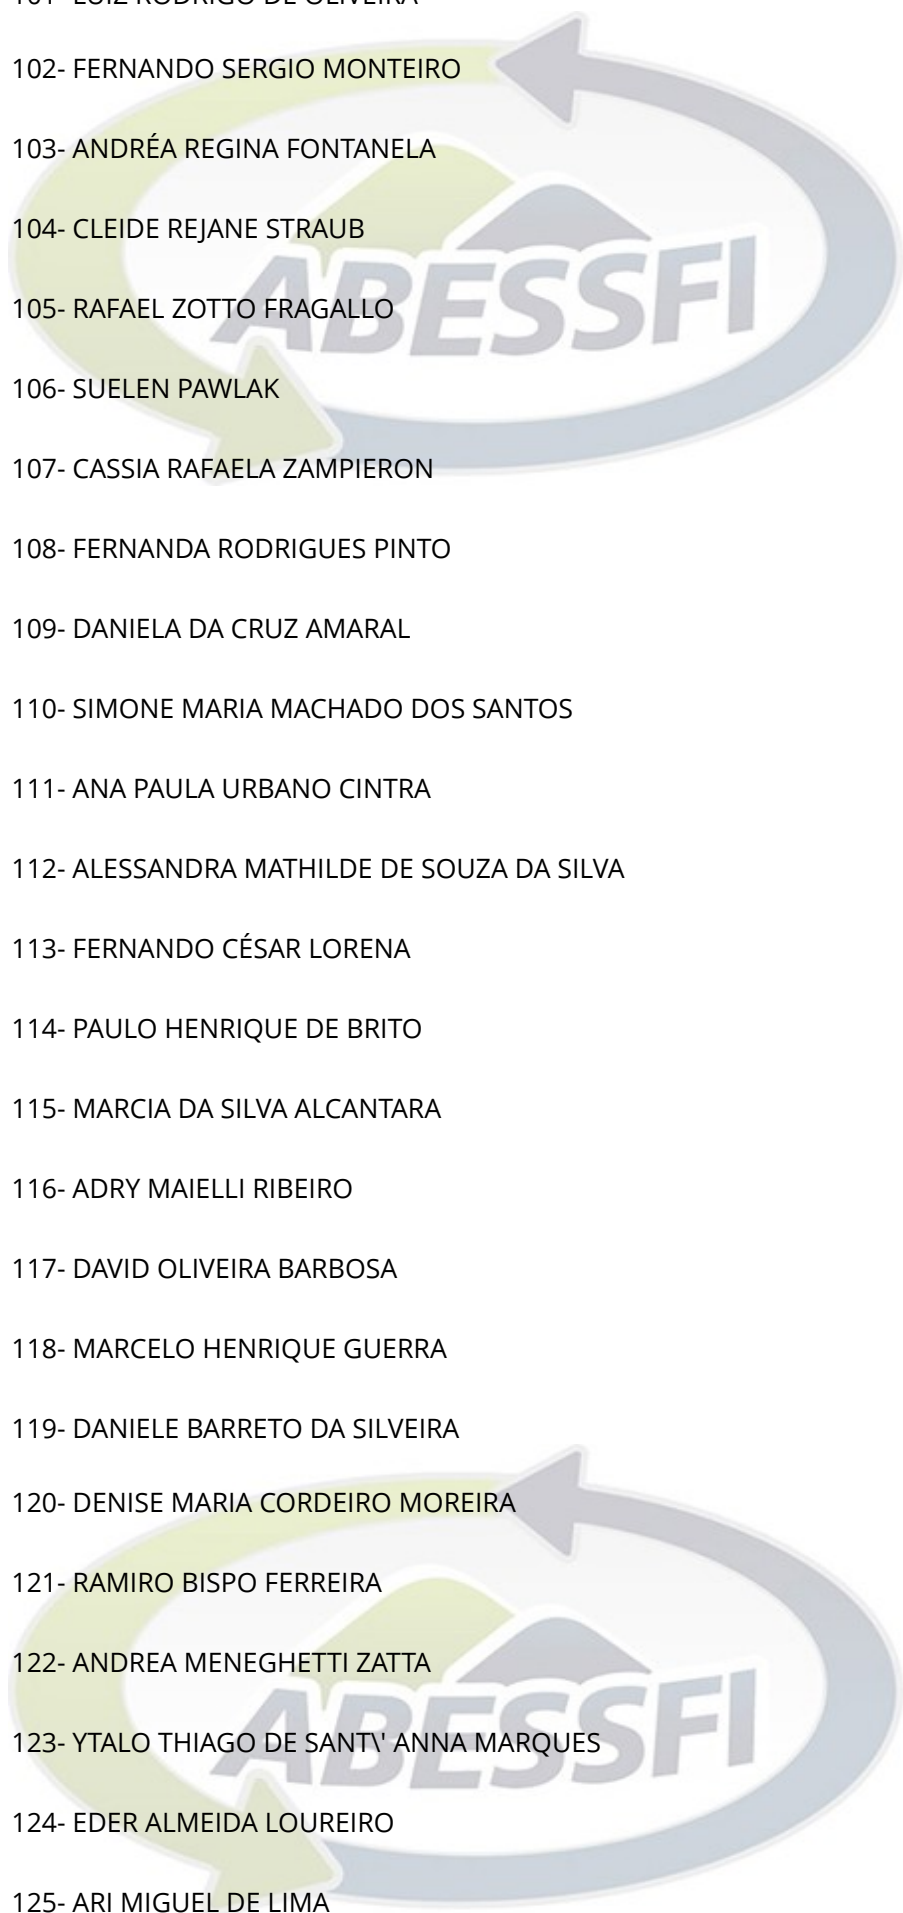 101- LUIZ RODRIGO DE OLIVEIRA
102- FERNANDO SERGIO MONTEIRO
103- ANDRÉA REGINA FONTANELA
104- CLEIDE REJANE STRAUB
105- RAFAEL ZOTTO FRAGALLO
ABESSFI
106- SUELEN PAWLAK
107- CASSIA RAFAELA ZAMPIERON
108- FERNANDA RODRIGUES PINTO
109- DANIELA DA CRUZ AMARAL
110- SIMONE MARIA MACHADO DOS SANTOS
111- ANA PAULA URBANO CINTRA
112- ALESSANDRA MATHILDE DE SOUZA DA SILVA
113- FERNANDO CÉSAR LORENA
114- PAULO HENRIQUE DE BRITO
115- MARCIA DA SILVA ALCANTARA
116- ADRY MAIELLI RIBEIRO
117- DAVID OLIVEIRA BARBOSA
118- MARCELO HENRIQUE GUERRA
119- DANIELE BARRETO DA SILVEIRA
120- DENISE MARIA CORDEIRO MOREIRA
121- RAMIRO BISPO FERREIRA
122- ANDREA MENEGHETTI ZATTA
123- YTALO THIAGO DE SANT\' ANNA MARQUES
ABESSFI
124- EDER ALMEIDA LOUREIRO
125- ARI MIGUEL DE LIMA